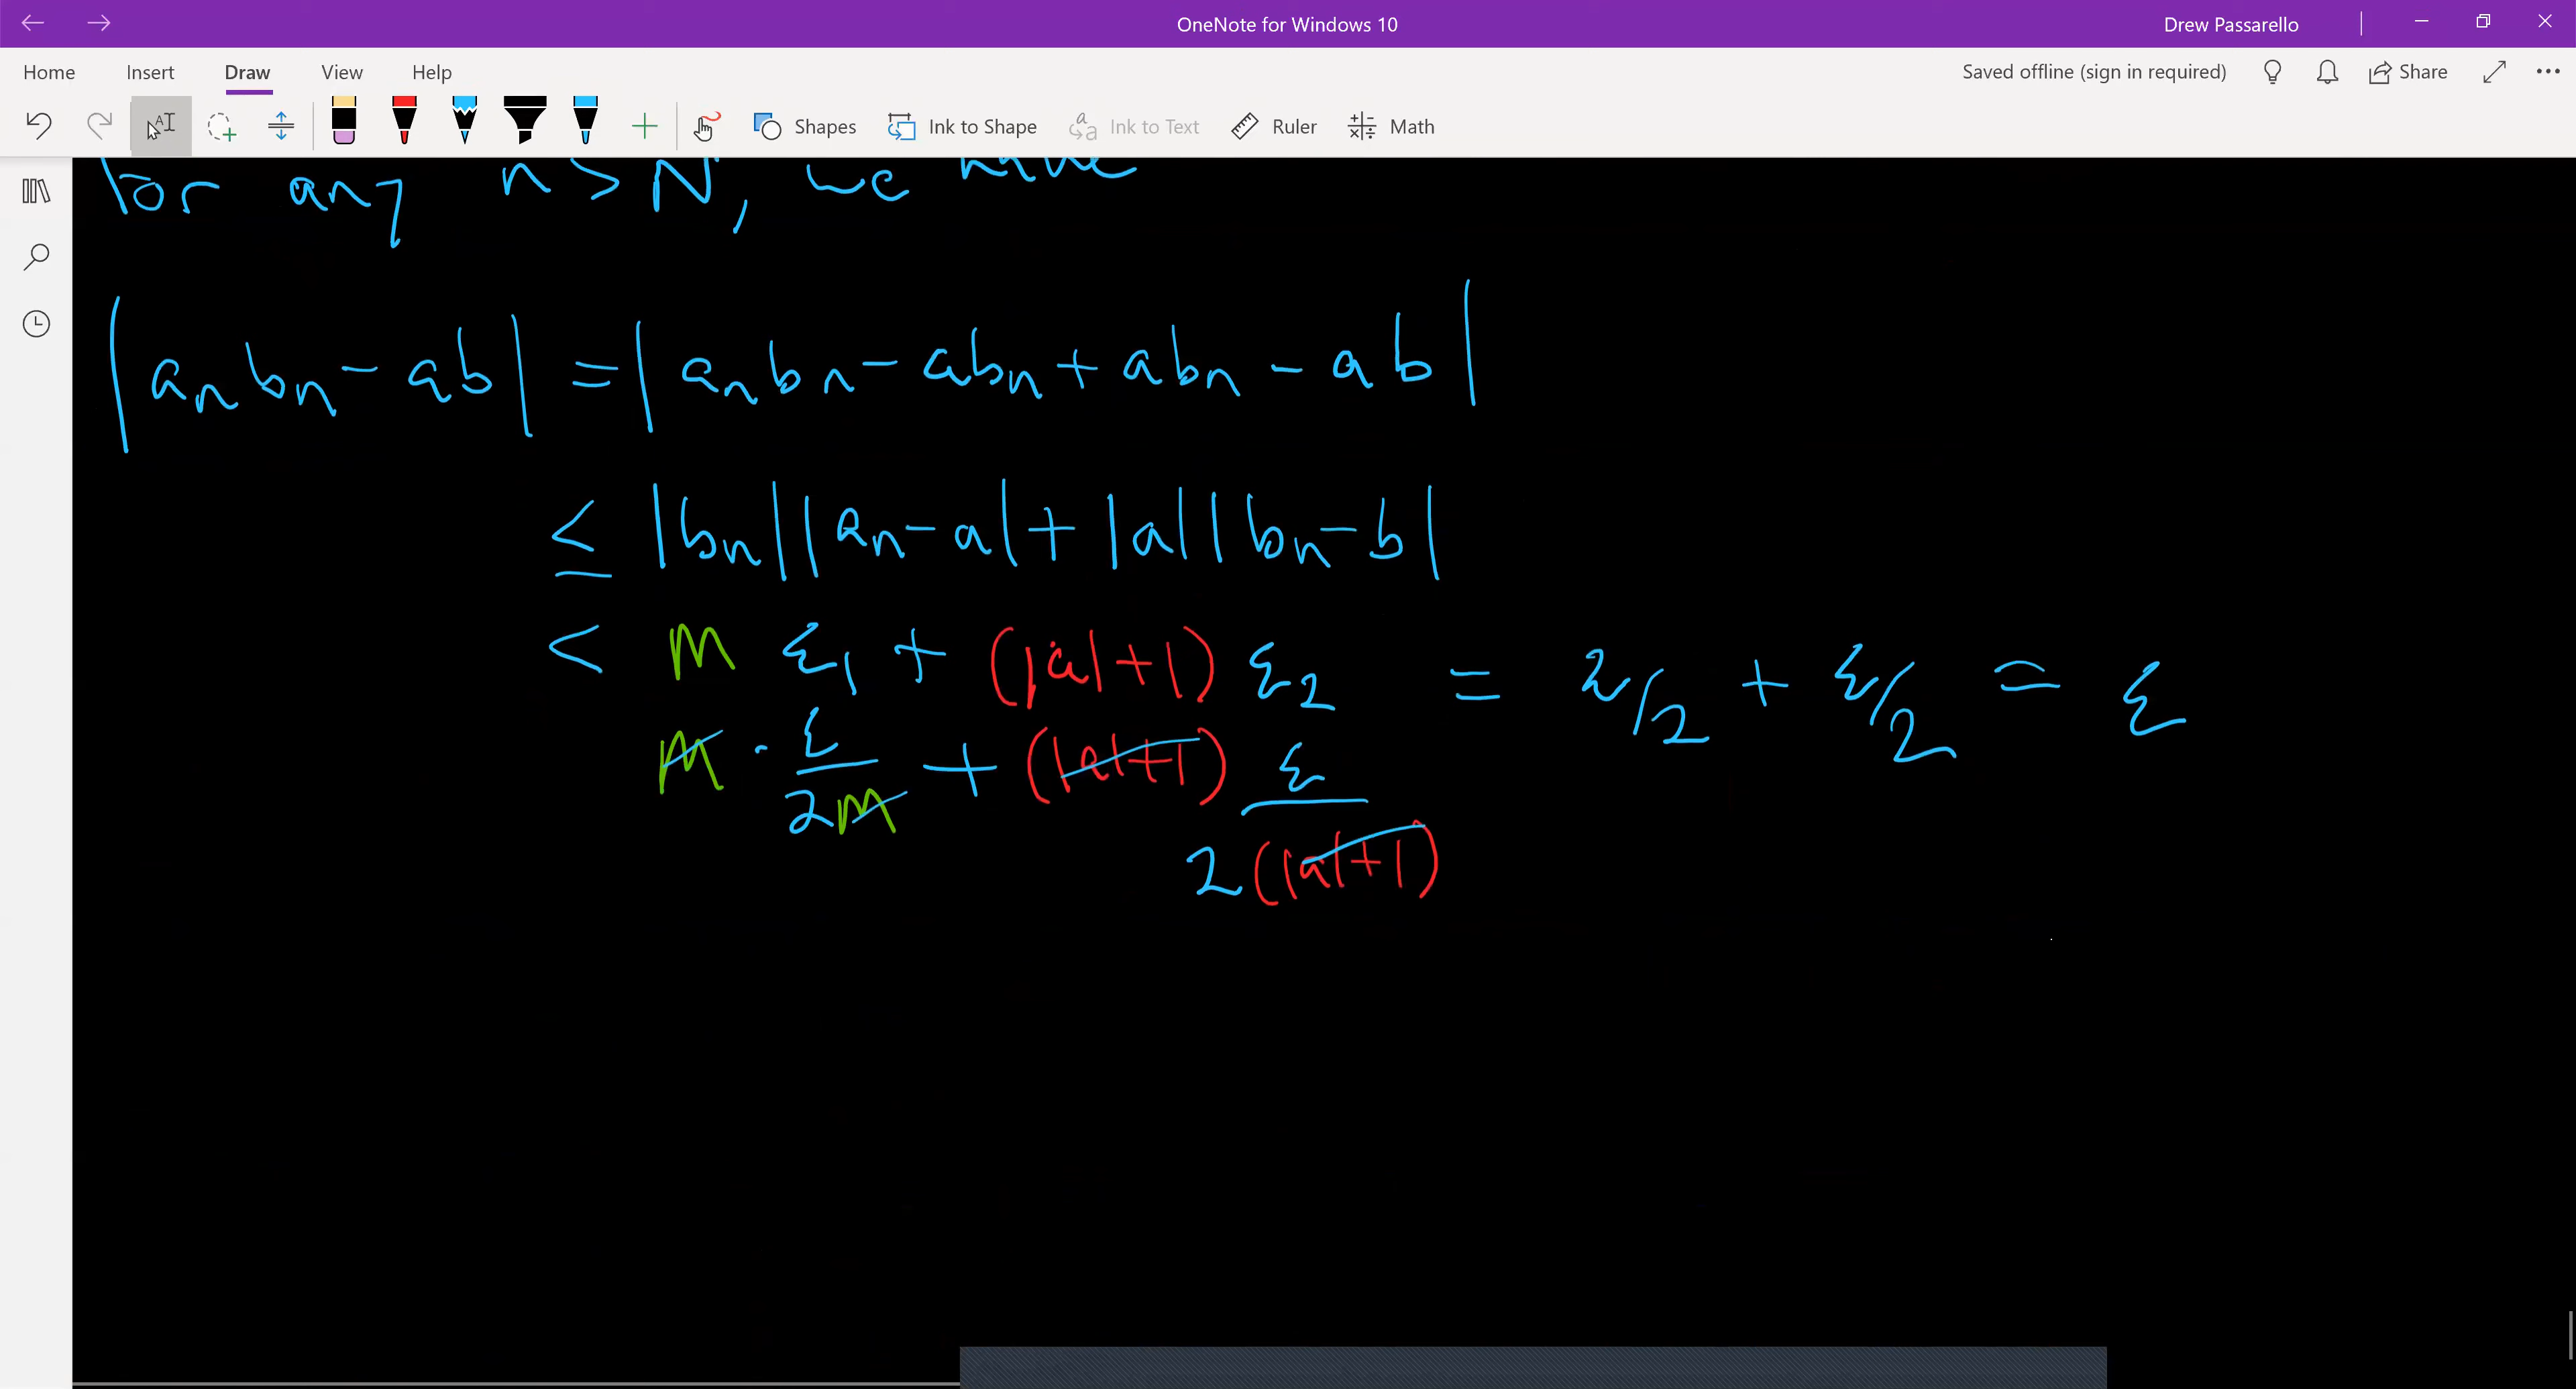 OneNote for Windows 10 Drew Passarello
Home Insert Draw View Help Saved offline (sign in required) Share
Shapes Ink to Shape Ink to Text Ruler Math
For any n > N, we have
|aₙbₙ - ab| = |aₙbₙ - abₙ + abₙ - ab|
≤ |bₙ||aₙ - a| + |a||bₙ - b|
< M ε₁ + (|a|+1) ε₂ = ε/2 + ε/2 = ε
M · ε/2M + (|a|+1) ε/2(|a|+1)